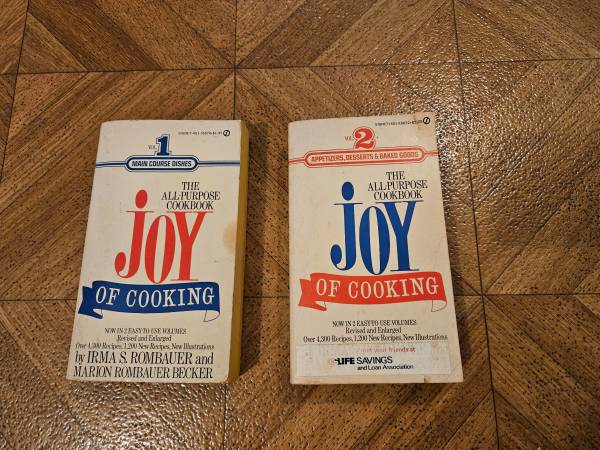 VOL. 1
MAIN COURSE DISHES
THE
ALL-PURPOSE
COOKBOOK
JOY
OF COOKING
NOW IN 2 EASY-TO-USE VOLUMES
Revised and Enlarged
Over 4,300 Recipes, 1,200 New Recipes, New Illustrations
by IRMA S. ROMBAUER and
MARION ROMBAUER BECKER
VOL. 2
APPETIZERS, DESSERTS & BAKED GOODS
THE
ALL-PURPOSE
COOKBOOK
JOY
OF COOKING
NOW IN 2 EASY-TO-USE VOLUMES
Revised and Enlarged
Over 4,300 Recipes, 1,200 New Recipes, New Illustrations
your friends at
LIFE SAVINGS
and Loan Association